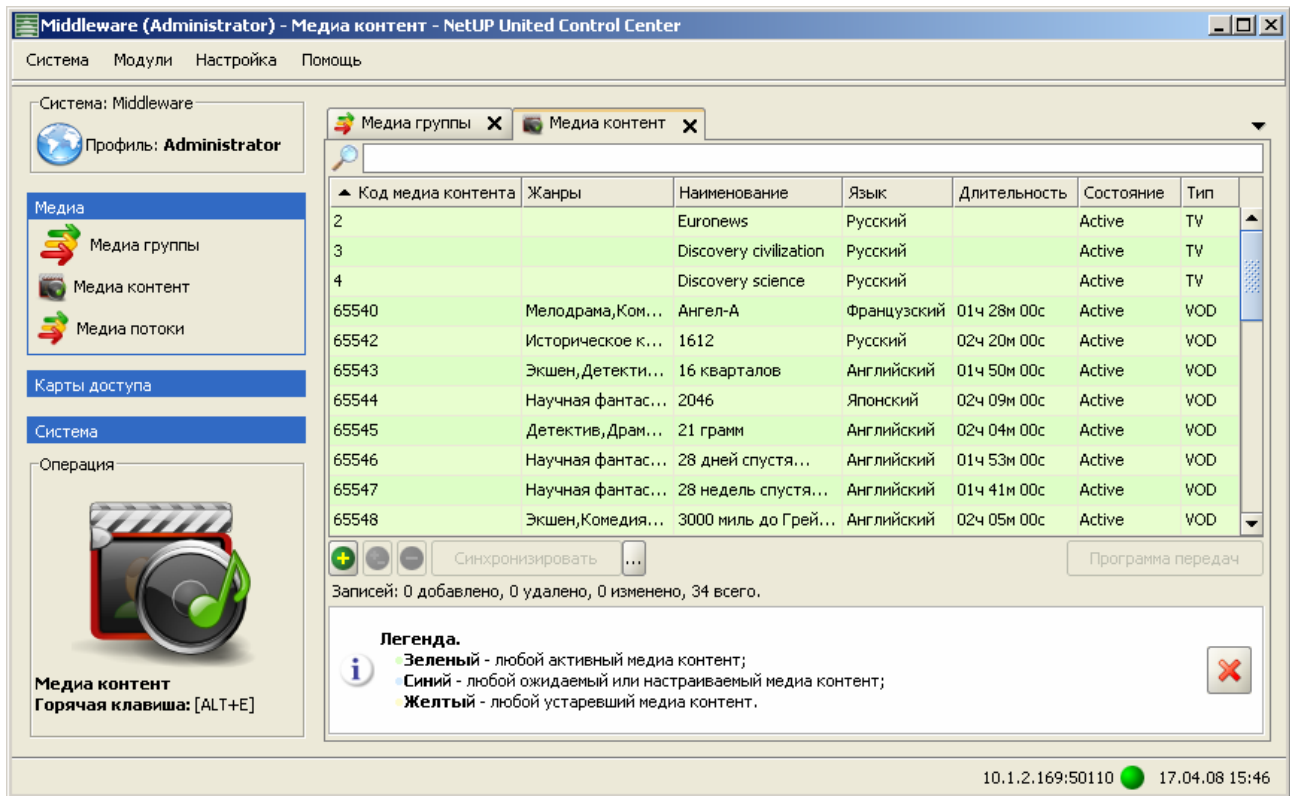 Middleware (Administrator) - Медиа контент - NetUP United Control Center
Система Модули Настройка Помощь
Система: Middleware
Профиль: Administrator
Медиа
Медиа группы
Медиа контент
Медиа потоки
Карты доступа
Система
Операция
Медиа контент
Горячая клавиша: [ALT+E]
Медиа группы Медиа контент
Код медиа контента Жанры Наименование Язык Длительность Состояние Тип
2 Euronews Русский Active TV
3 Discovery civilization Русский Active TV
4 Discovery science Русский Active TV
65540 Мелодрама,Ком... Ангел-А Французский 01ч 28м 00с Active VOD
65542 Историческое к... 1612 Русский 02ч 20м 00с Active VOD
65543 Экшен,Детекти... 16 кварталов Английский 01ч 50м 00с Active VOD
65544 Научная фантас... 2046 Японский 02ч 09м 00с Active VOD
65545 Детектив,Драм... 21 грамм Английский 02ч 04м 00с Active VOD
65546 Научная фантас... 28 дней спустя... Английский 01ч 53м 00с Active VOD
65547 Научная фантас... 28 недель спустя... Английский 01ч 41м 00с Active VOD
65548 Экшен,Комедия... 3000 миль до Грей... Английский 02ч 05м 00с Active VOD
Синхронизировать ... Программа передач
Записей: 0 добавлено, 0 удалено, 0 изменено, 34 всего.
Легенда.
Зеленый - любой активный медиа контент;
Синий - любой ожидаемый или настраиваемый медиа контент;
Желтый - любой устаревший медиа контент.
10.1.2.169:50110 17.04.08 15:46